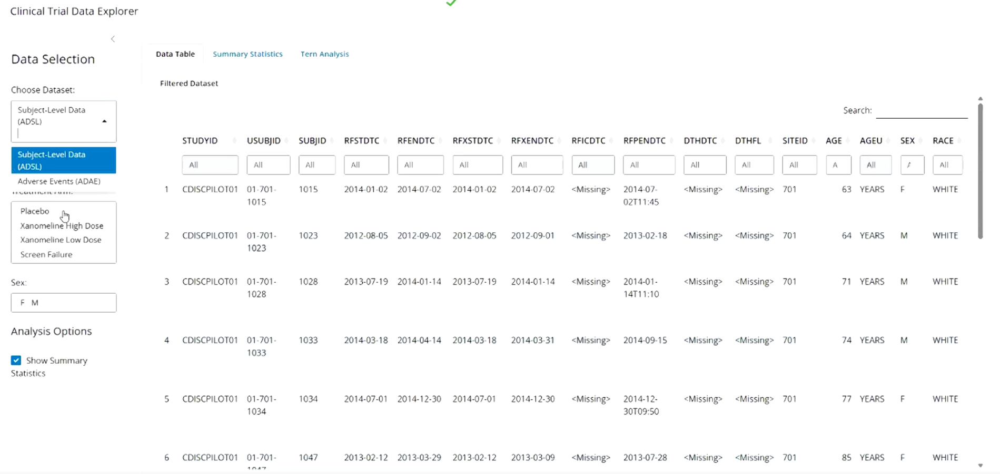 Clinical Trial Data Explorer
Data Selection
Choose Dataset:
Subject-Level Data
(ADSL)
Subject-Level Data
(ADSL)
Adverse Events (ADAE)
Treatment Arm:
Placebo
Xanomeline High Dose
Xanomeline Low Dose
Screen Failure
Sex:
F M
Analysis Options
Show Summary
Statistics
Data Table Summary Statistics Tern Analysis
Filtered Dataset
Search:
STUDYID USUBJID SUBJID RFSTDTC RFENDTC RFXSTDTC RFXENDTC RFICDTC RFPENDTC DTHDTC DTHFL SITEID AGE AGEU SEX RACE
All All All All All All All All All All All All A All A All
1 CDISCPILOT01 01-701- 1015 2014-01-02 2014-07-02 2014-01-02 2014-07-02 <Missing> 2014-07- <Missing> <Missing> 701 63 YEARS F WHITE
1015 02T11:45
2 CDISCPILOT01 01-701- 1023 2012-08-05 2012-09-02 2012-08-05 2012-09-01 <Missing> 2013-02-18 <Missing> <Missing> 701 64 YEARS M WHITE
1023
3 CDISCPILOT01 01-701- 1028 2013-07-19 2014-01-14 2013-07-19 2014-01-14 <Missing> 2014-01- <Missing> <Missing> 701 71 YEARS M WHITE
1028 14T11:10
4 CDISCPILOT01 01-701- 1033 2014-03-18 2014-04-14 2014-03-18 2014-03-31 <Missing> 2014-09-15 <Missing> <Missing> 701 74 YEARS M WHITE
1033
5 CDISCPILOT01 01-701- 1034 2014-07-01 2014-12-30 2014-07-01 2014-12-30 <Missing> 2014-12- <Missing> <Missing> 701 77 YEARS F WHITE
1034 30T09:50
6 CDISCPILOT01 01-701- 1047 2013-02-12 2013-03-29 2013-02-12 2013-03-09 <Missing> 2013-07-28 <Missing> <Missing> 701 85 YEARS F WHITE
1047